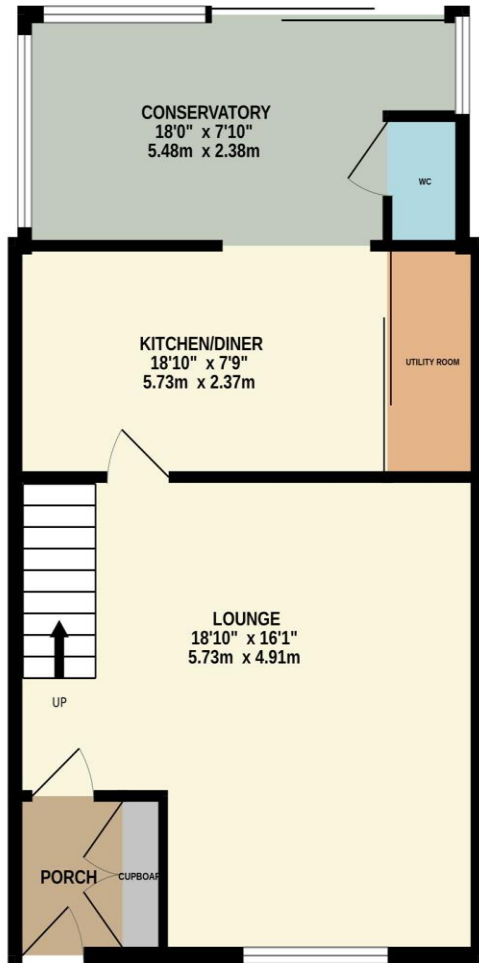 CONSERVATORY
18'0" x 7'10"
5.48m x 2.38m
WC
KITCHEN/DINER
18'10" x 7'9"
5.73m x 2.37m
UTILITY ROOM
LOUNGE
18'10" x 16'1"
5.73m x 4.91m
UP
PORCH
CUPBOAR